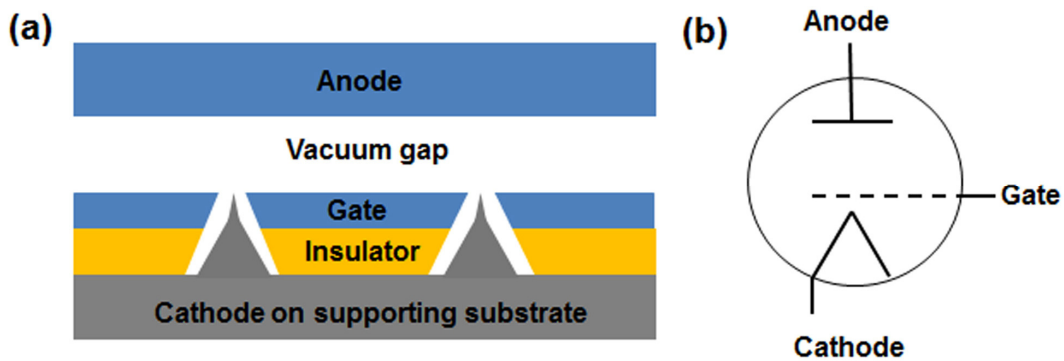 (a)
Anode
Vacuum gap
Gate
Insulator
Cathode on supporting substrate
(b)
Anode
Gate
Cathode